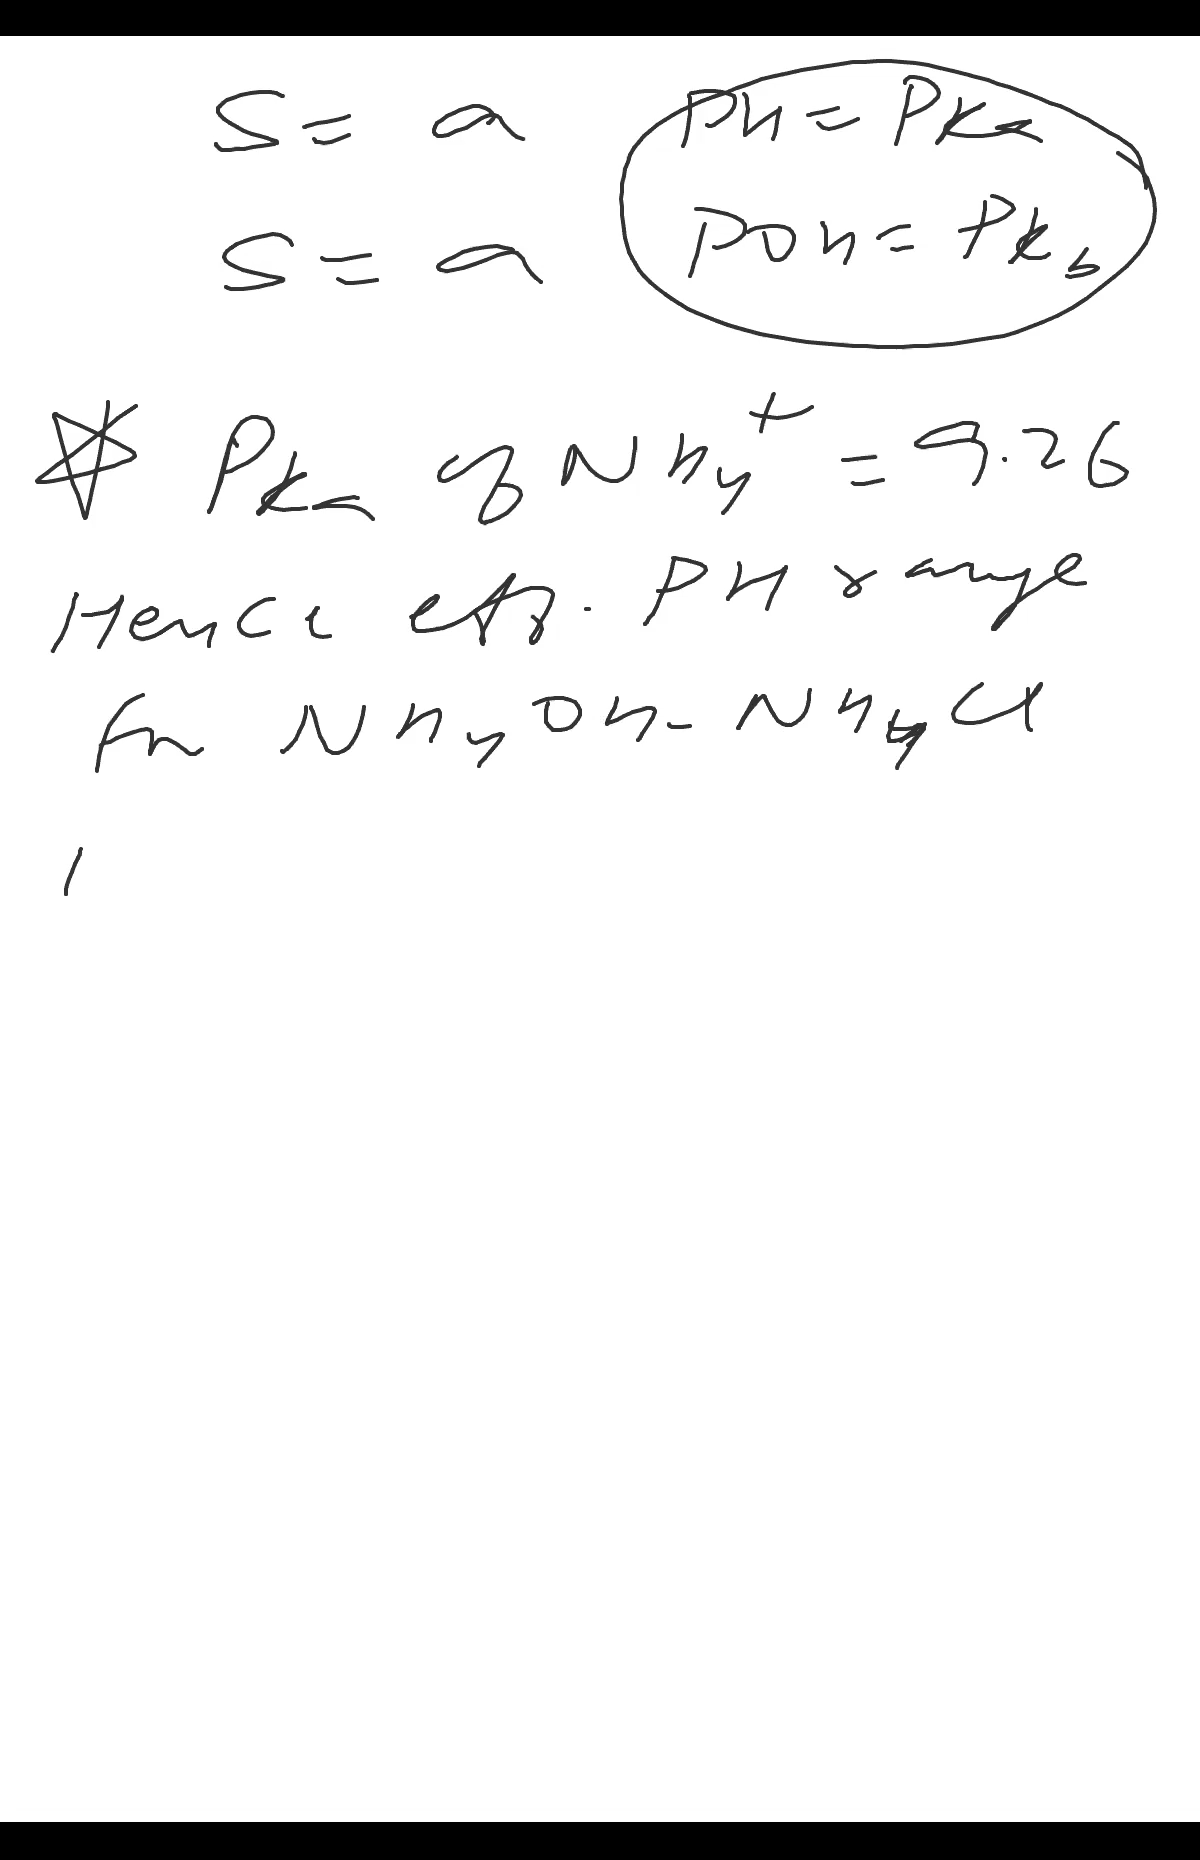 S = a PH = PKa
S = a POH = PKb
☆ PKa of NH4+ = 9.26
Hence eff. PH range
for NH4OH - NH4Cl